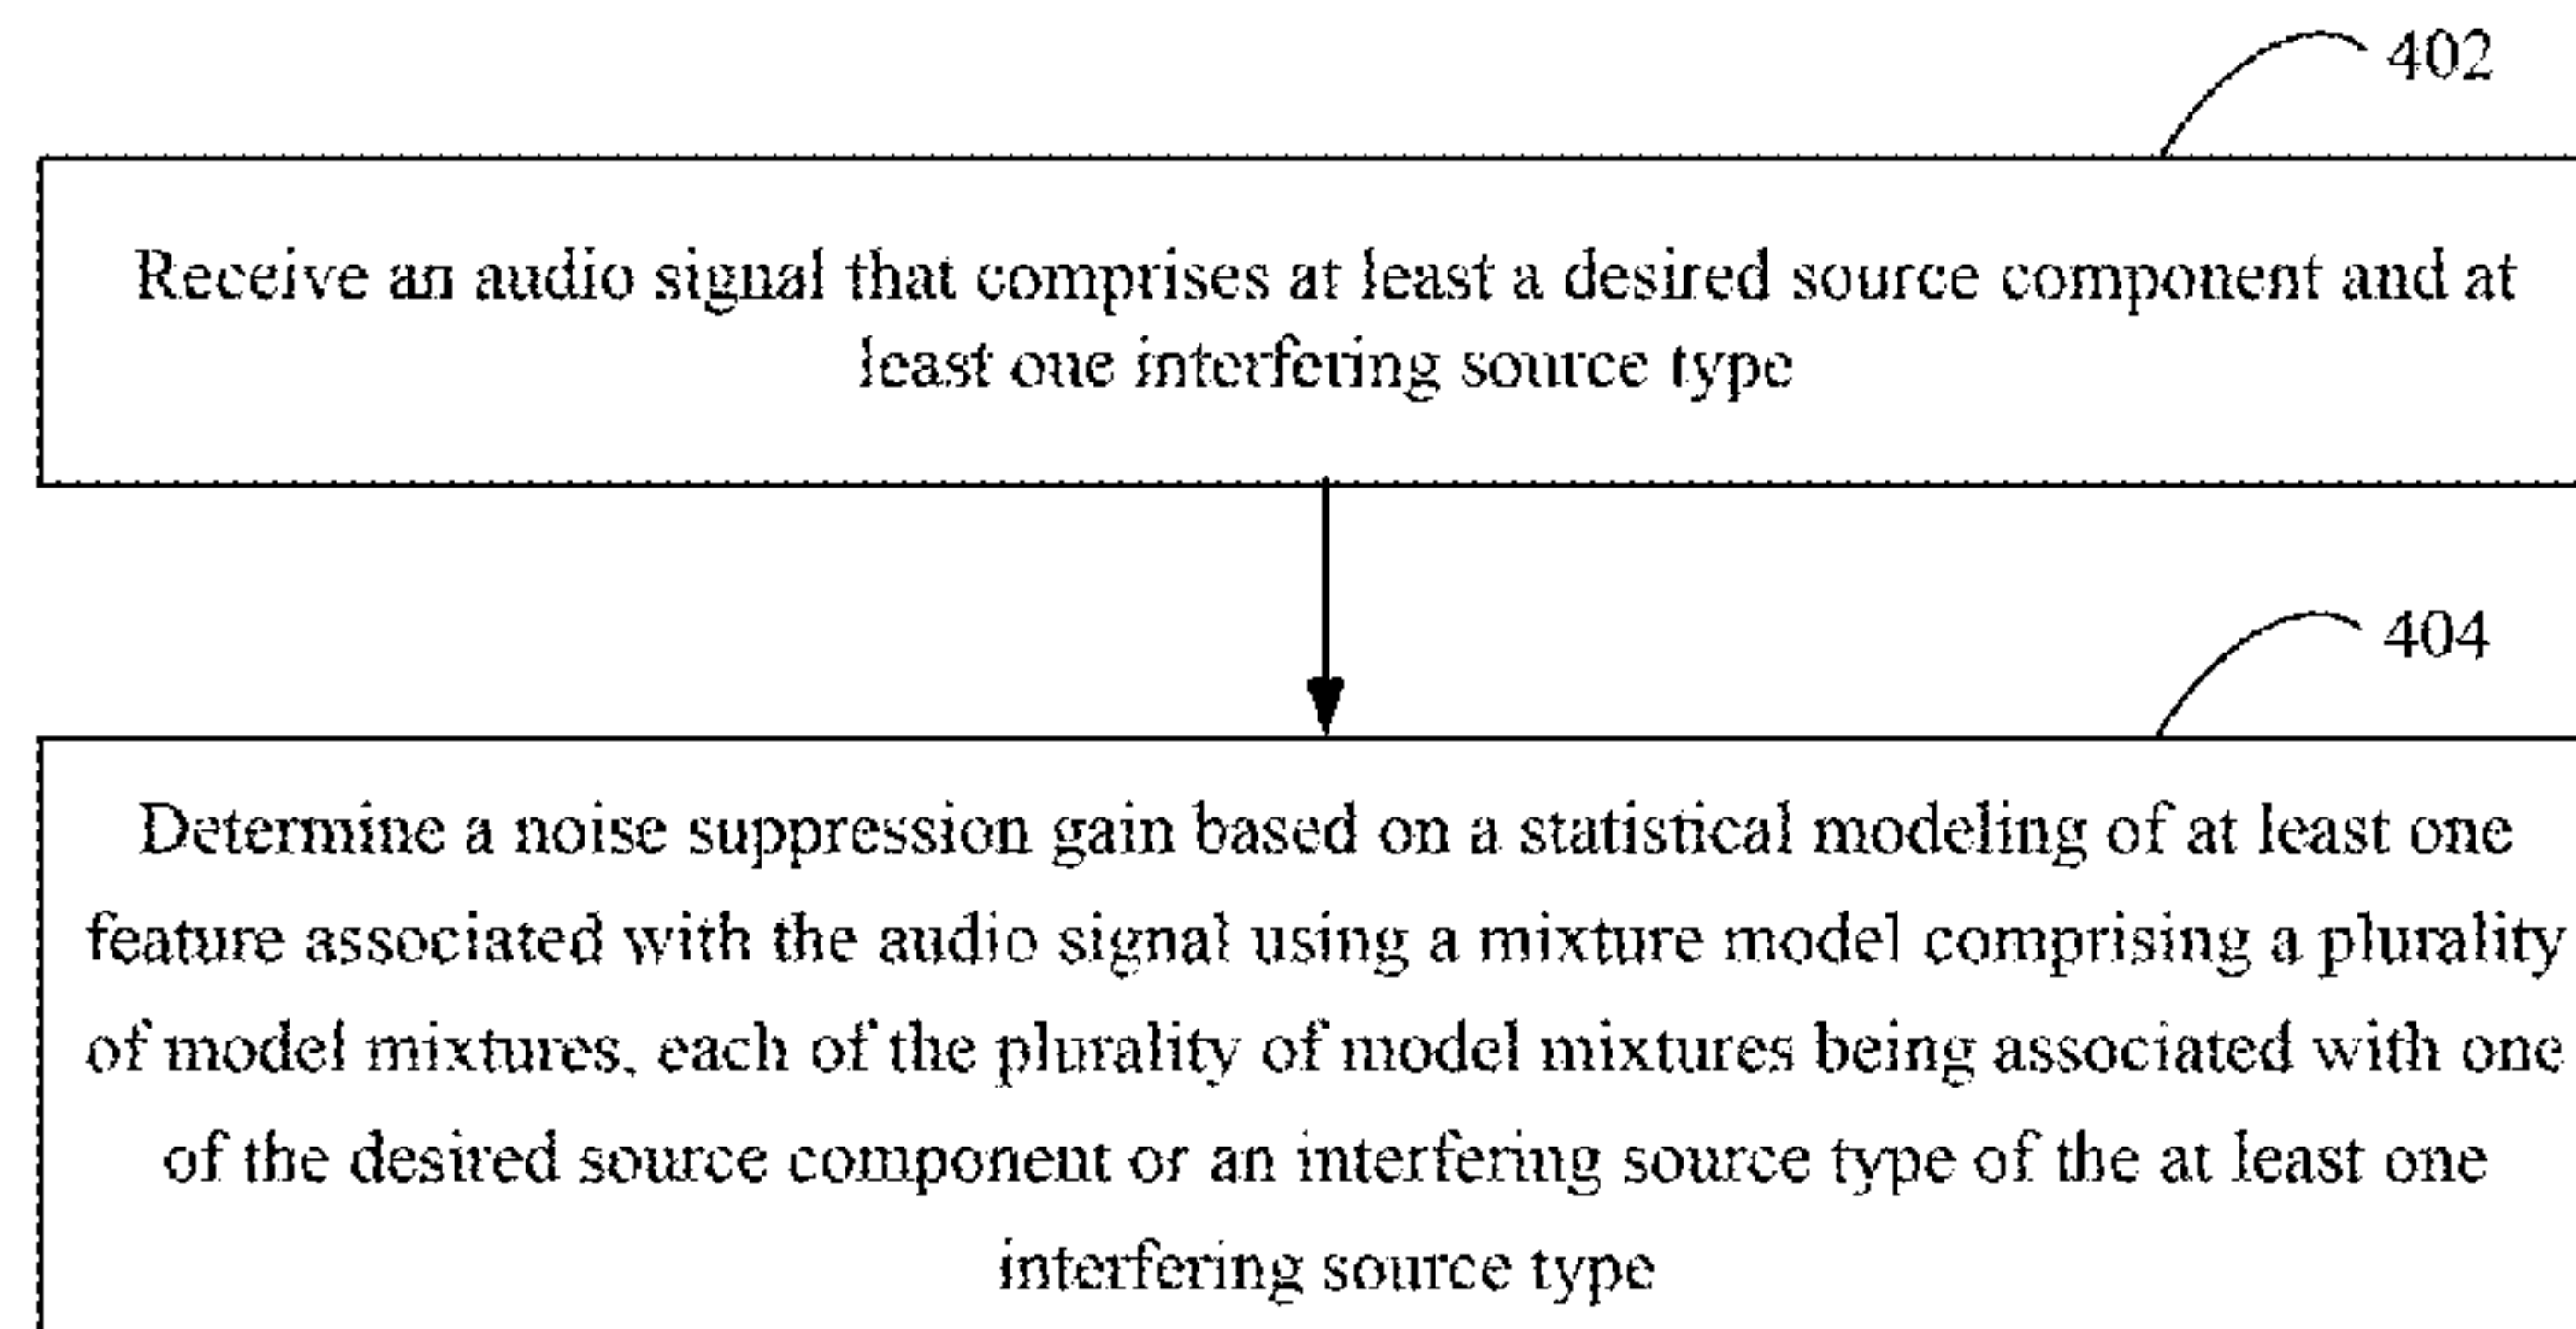 402
Receive an audio signal that comprises at least a desired source component and at
least one interfering source type
404
Determine a noise suppression gain based on a statistical modeling of at least one
feature associated with the audio signal using a mixture model comprising a plurality
of model mixtures, each of the plurality of model mixtures being associated with one
of the desired source component or an interfering source type of the at least one
interfering source type